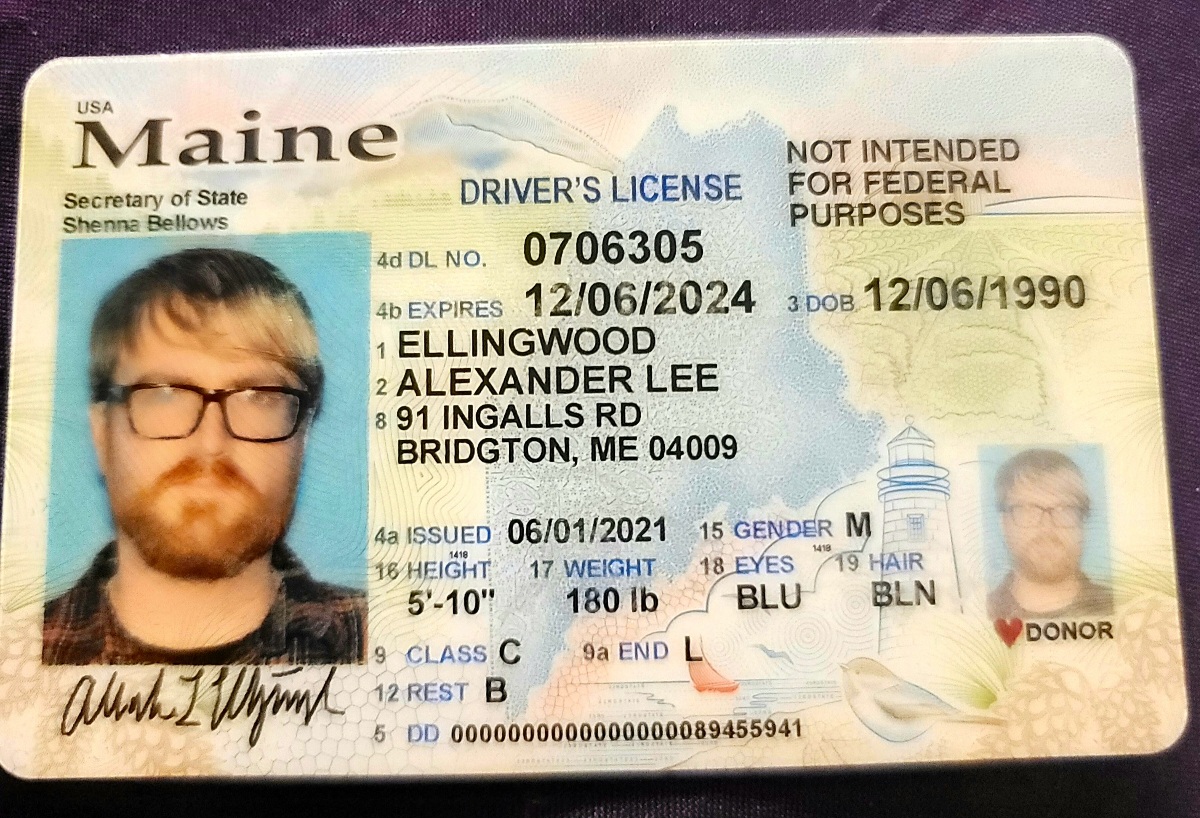 USA
Maine
Secretary of State
Shenna Bellows
DRIVER'S LICENSE
NOT INTENDED
FOR FEDERAL
PURPOSES
4d DL NO. 0706305
4b EXPIRES 12/06/2024 3 DOB 12/06/1990
1 ELLINGWOOD
2 ALEXANDER LEE
8 91 INGALLS RD
BRIDGTON, ME 04009
4a ISSUED 06/01/2021 15 GENDER M
1418 1418
16 HEIGHT 17 WEIGHT 18 EYES 19 HAIR
5'-10" 180 lb BLU BLN
DONOR
9 CLASS C 9a END L
12 REST B
5 DD 0000000000000000089455941